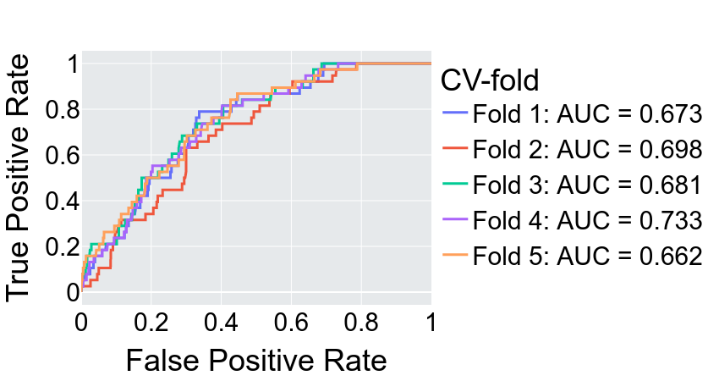 True Positive Rate
1
0.8
0.6
0.4
0.2
0
0 0.2 0.4 0.6 0.8 1
False Positive Rate
CV-fold
Fold 1: AUC = 0.673
Fold 2: AUC = 0.698
Fold 3: AUC = 0.681
Fold 4: AUC = 0.733
Fold 5: AUC = 0.662